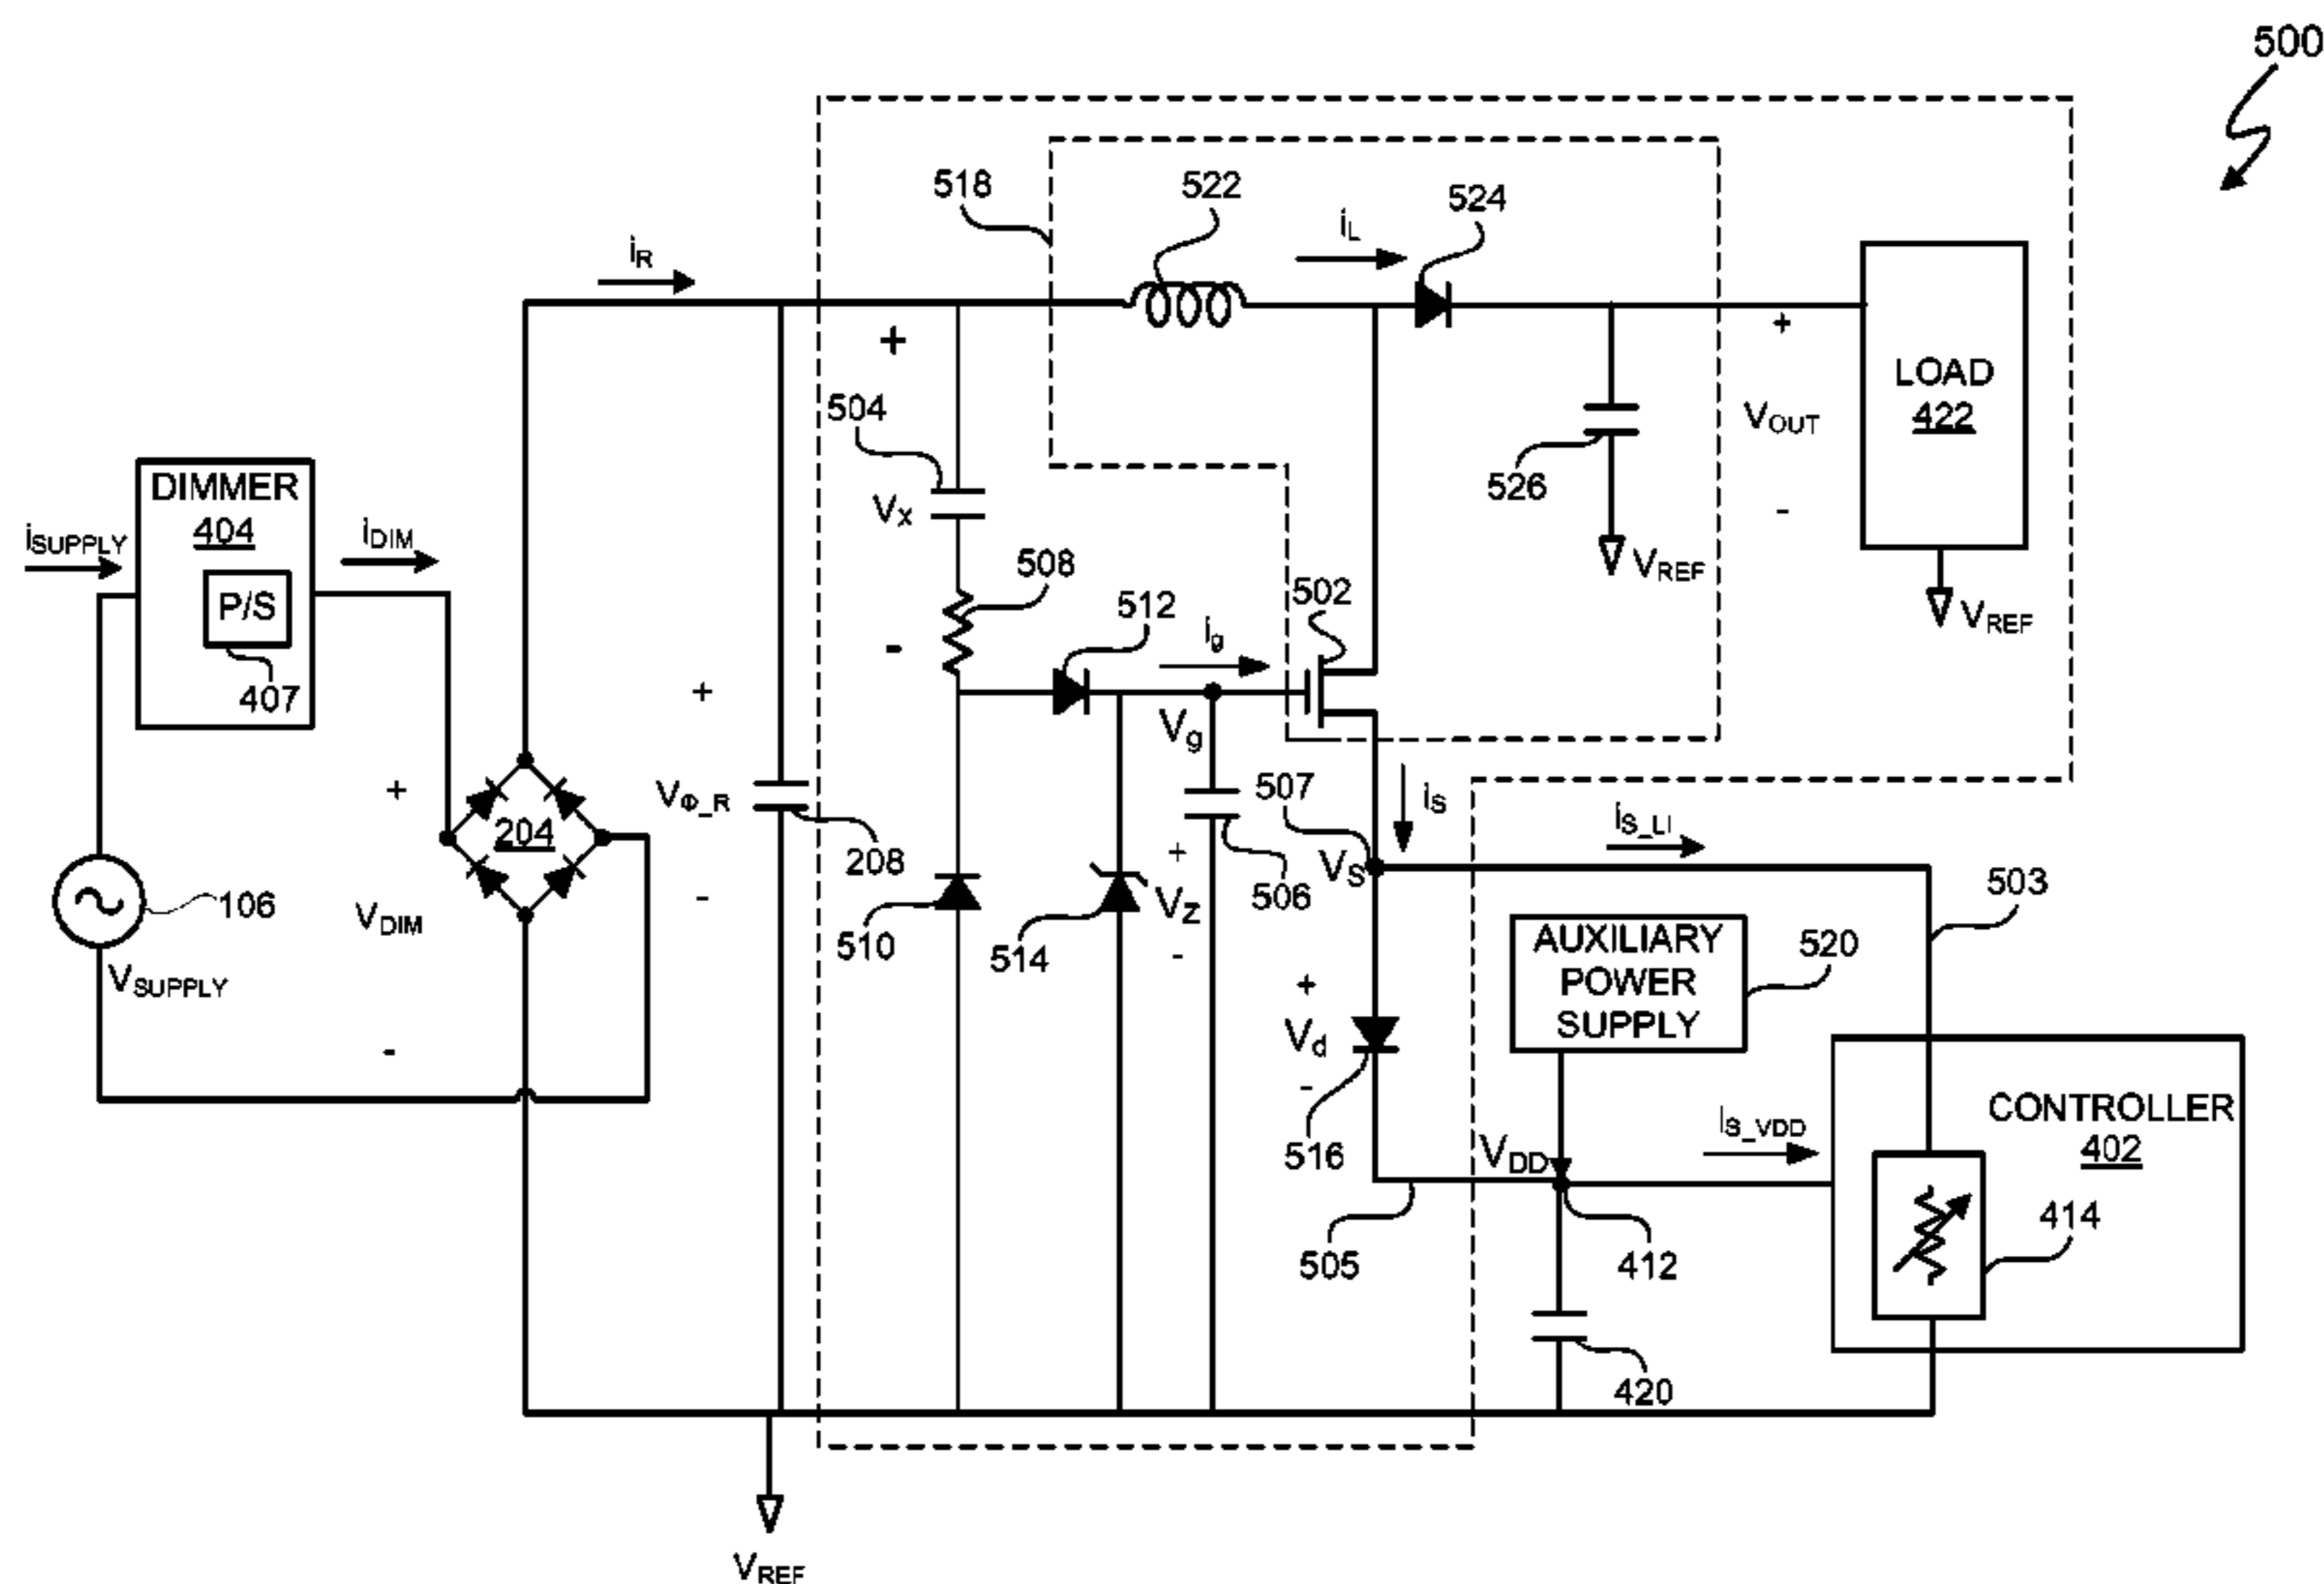 500
518
522
iL
524
iR
+
504
VX
LOAD
422
+
VOUT
-
526
VREF
VREF
DIMMER
404
P/S
407
iSUPPLY
iDIM
508
-
512
ig
502
Vg
+
VΦ_R
-
208
+
204
VDIM
-
106
VSUPPLY
507
iS
VS
iS_LI
503
506
+
VZ
-
510
514
AUXILIARY
POWER
SUPPLY
520
+
Vd
-
516
VDD
iS_VDD
CONTROLLER
402
414
505
412
420
VREF